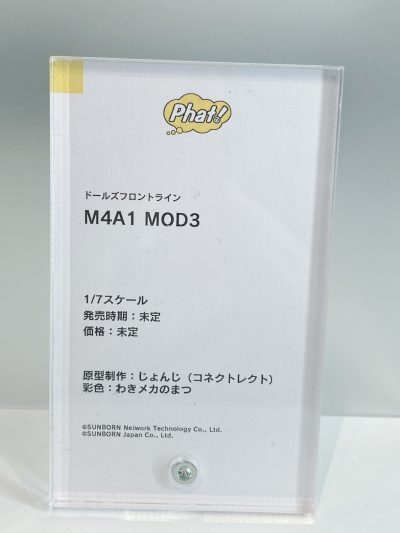 Phat!
ドールズフロントライン
M4A1 MOD3
1/7スケール
発売時期：未定
価格：未定
原型制作：じょんじ（コネクトレクト）
彩色：わきメカのまつ
©SUNBORN Network Technology Co., Ltd.
©SUNBORN Japan Co., Ltd.